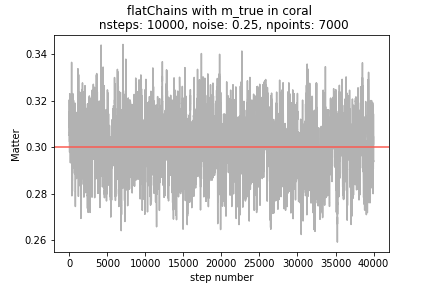 flatChains with m_true in coral
nsteps: 10000, noise: 0.25, npoints: 7000
0.34
0.32
0.30
0.28
0.26
Matter
0 5000 10000 15000 20000 25000 30000 35000 40000
step number